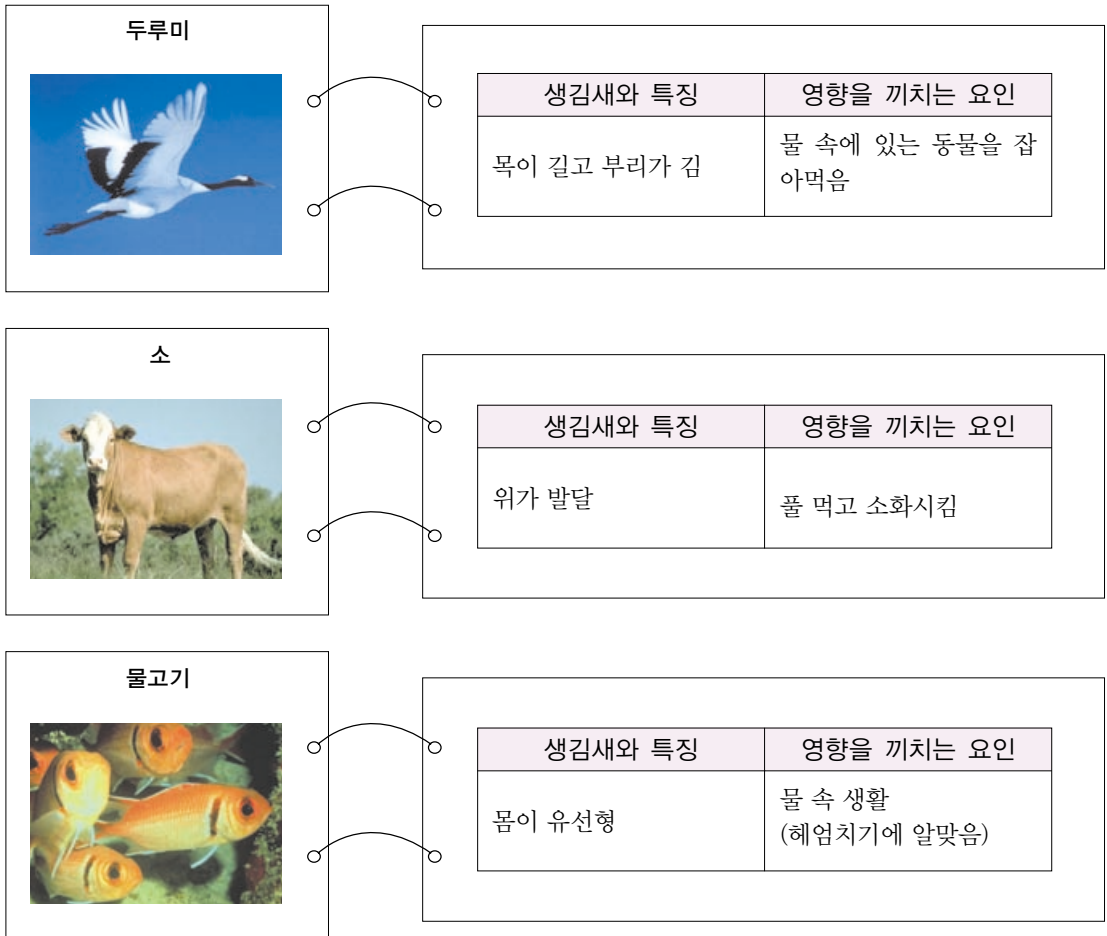 두루미
생김새와 특징 영향을 끼치는 요인
목이 길고 부리가 김
물 속에 있는 동물을 잡
아먹음
소
생김새와 특징 영향을 끼치는 요인
위가 발달
풀 먹고 소화시킴
물고기
생김새와 특징 영향을 끼치는 요인
몸이 유선형
물 속 생활
(헤엄치기에 알맞음)